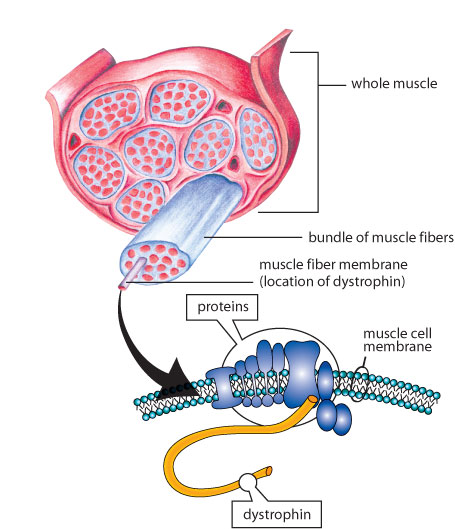 whole muscle
bundle of muscle fibers
muscle fiber membrane
(location of dystrophin)
proteins
muscle cell
membrane
dystrophin